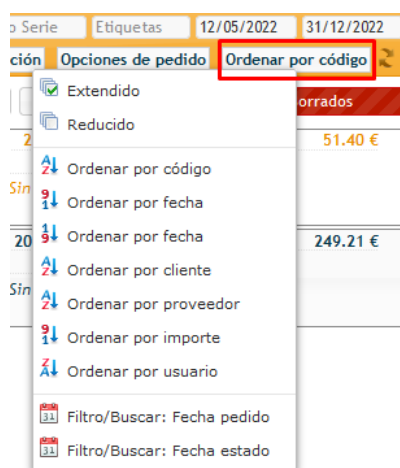 o Serie Etiquetas 12/05/2022 31/12/2022
ción Opciones de pedido Ordenar por código
Extendido orrados
Reducido
2 51.40 €
Ordenar por código
Sin
Ordenar por fecha
Ordenar por fecha
20 249.21 €
Ordenar por cliente
Sin
Ordenar por proveedor
Ordenar por importe
Ordenar por usuario
31 Filtro/Buscar: Fecha pedido
31 Filtro/Buscar: Fecha estado